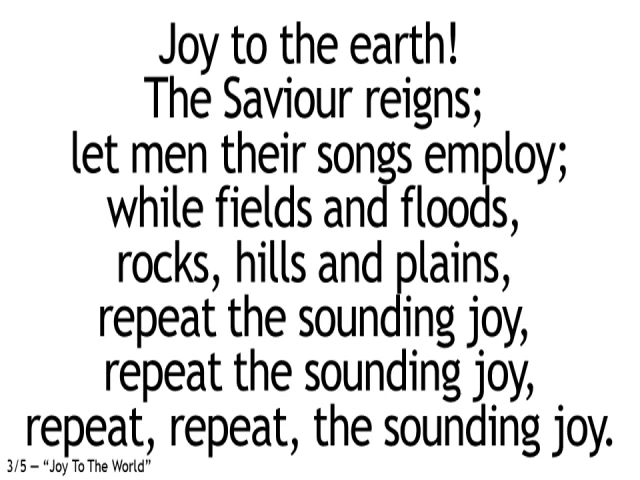 Joy to the earth!
The Saviour reigns;
let men their songs employ;
while fields and floods,
rocks, hills and plains,
repeat the sounding joy,
repeat the sounding joy,
repeat, repeat, the sounding joy.
3/5 – “Joy To The World”